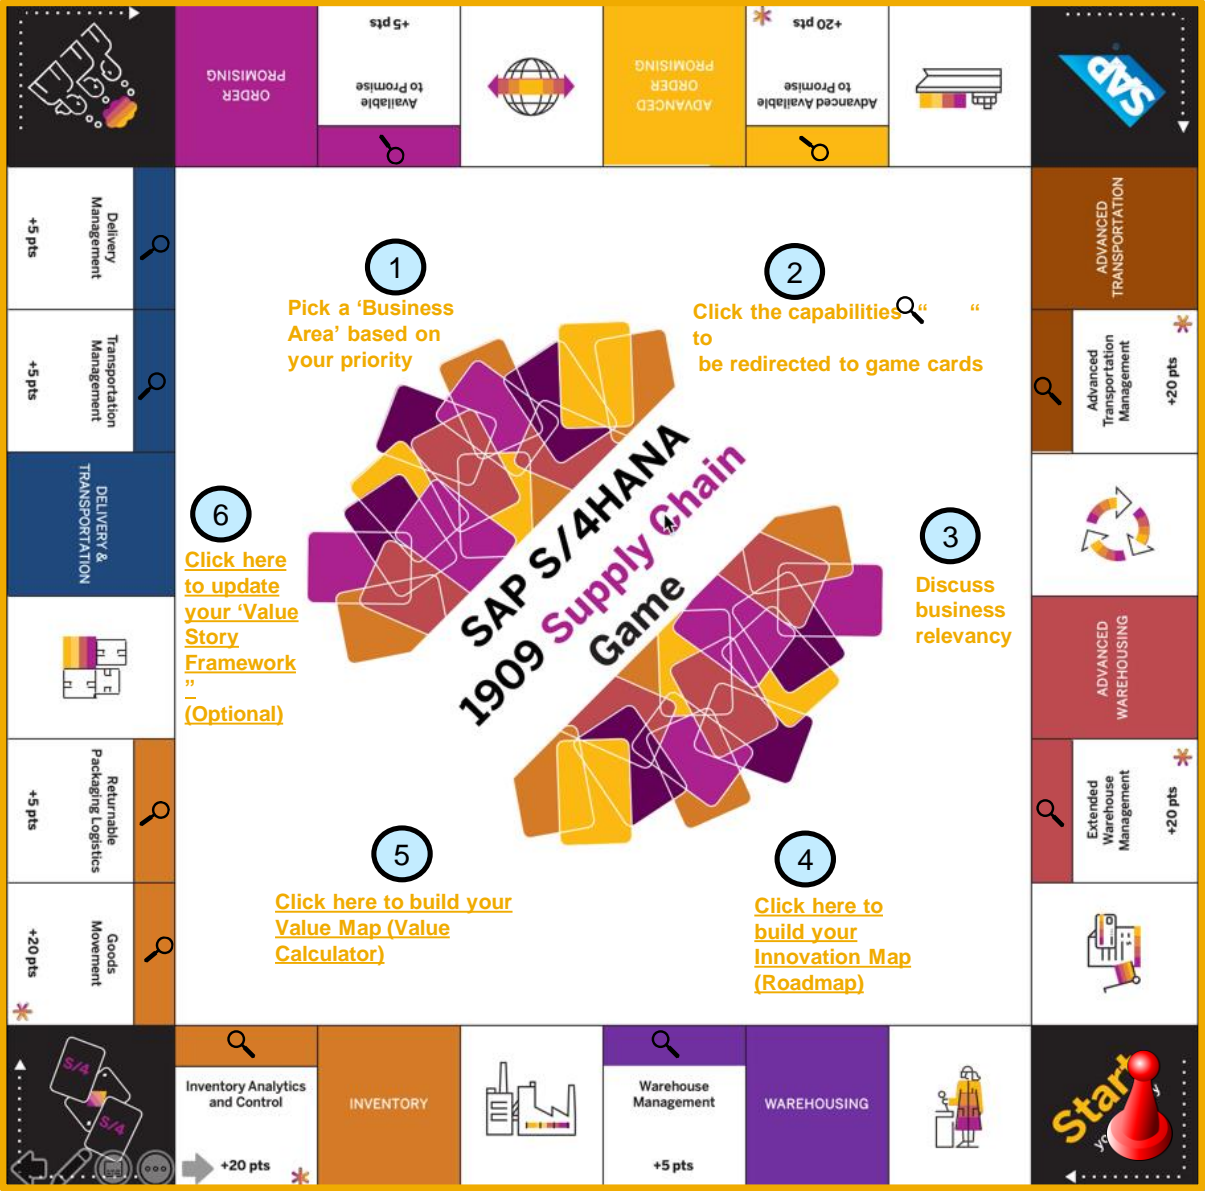 +5 pts
Available
to Promise
ORDER
PROMISING
ADVANCED
ORDER
PROMISING
+20 pts
Advanced Available
to Promise
SAP
Delivery
Management
+5 pts
Transportation
Management
+5 pts
DELIVERY &
TRANSPORTATION
Returnable
Packaging Logistics
+5 pts
Goods
Movement
+20 pts
ADVANCED
TRANSPORTATION
Advanced
Transportation
Management
+20 pts
ADVANCED
WAREHOUSING
Extended
Warehouse
Management
+20 pts
1
Pick a ‘Business
Area’ based on
your priority
2
Click the capabilities “ “
to
be redirected to game cards
3
Discuss
business
relevancy
SAP S/4HANA
1909 Supply Chain
Game
6
Click here
to update
your ‘Value
Story
Framework
”
(Optional)
5
Click here to build your
Value Map (Value
Calculator)
4
Click here to
build your
Innovation Map
(Roadmap)
S/4
S/4
Inventory Analytics
and Control
+20 pts
INVENTORY
Warehouse
Management
+5 pts
WAREHOUSING
Start